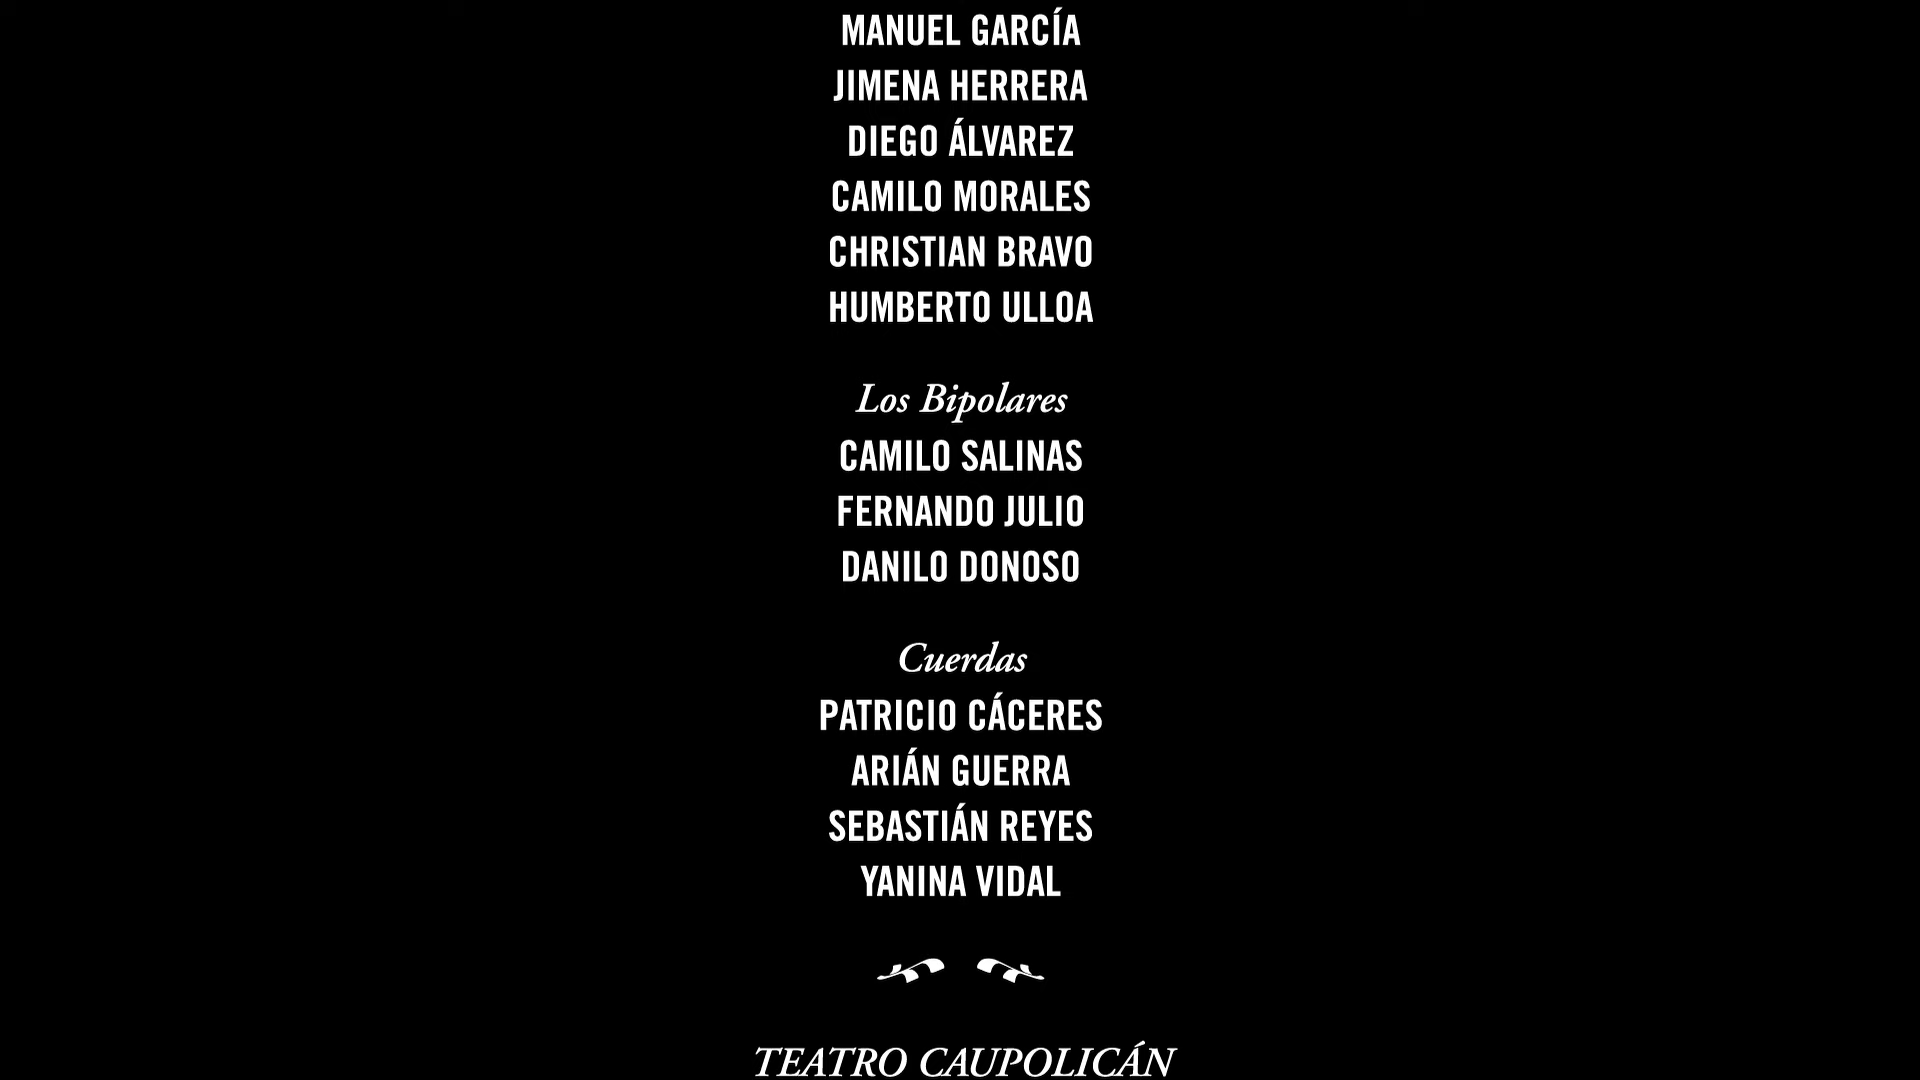 MANUEL GARCÍA
JIMENA HERRERA
DIEGO ÁLVAREZ
CAMILO MORALES
CHRISTIAN BRAVO
HUMBERTO ULLOA
Los Bipolares
CAMILO SALINAS
FERNANDO JULIO
DANILO DONOSO
Cuerdas
PATRICIO CÁCERES
ARIÁN GUERRA
SEBASTIÁN REYES
YANINA VIDAL
TEATRO CAUPOLICÁN